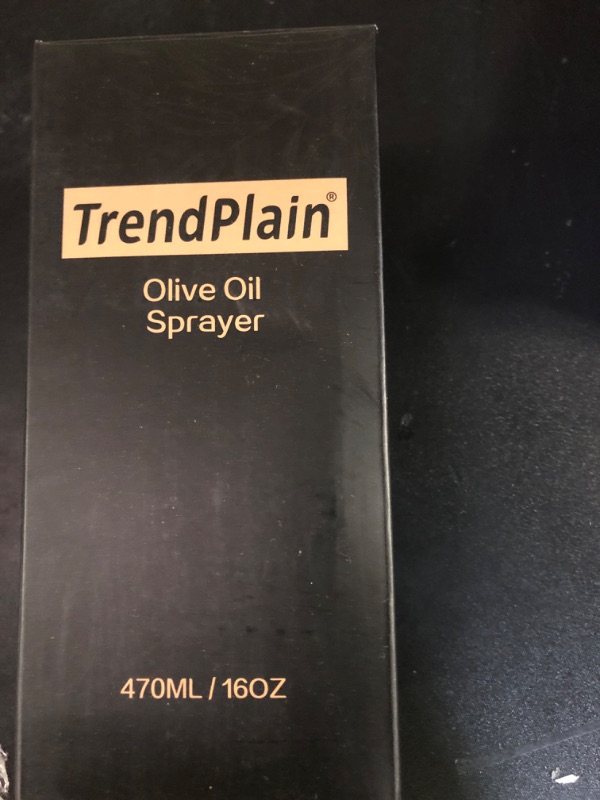 TrendPlain®
Olive Oil
Sprayer
470ML / 16OZ